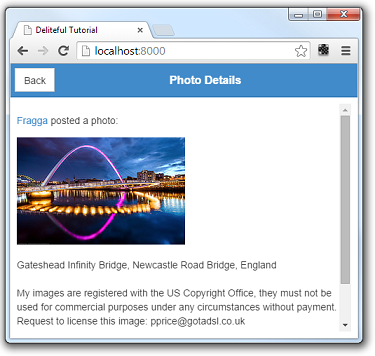 Deliteful Tutorial
localhost:8000
Back
Photo Details
Fragga posted a photo:
Gateshead Infinity Bridge, Newcastle Road Bridge, England
My images are registered with the US Copyright Office, they must not be
used for commercial purposes under any circumstances without payment.
Request to license this image: pprice@gotadsl.co.uk